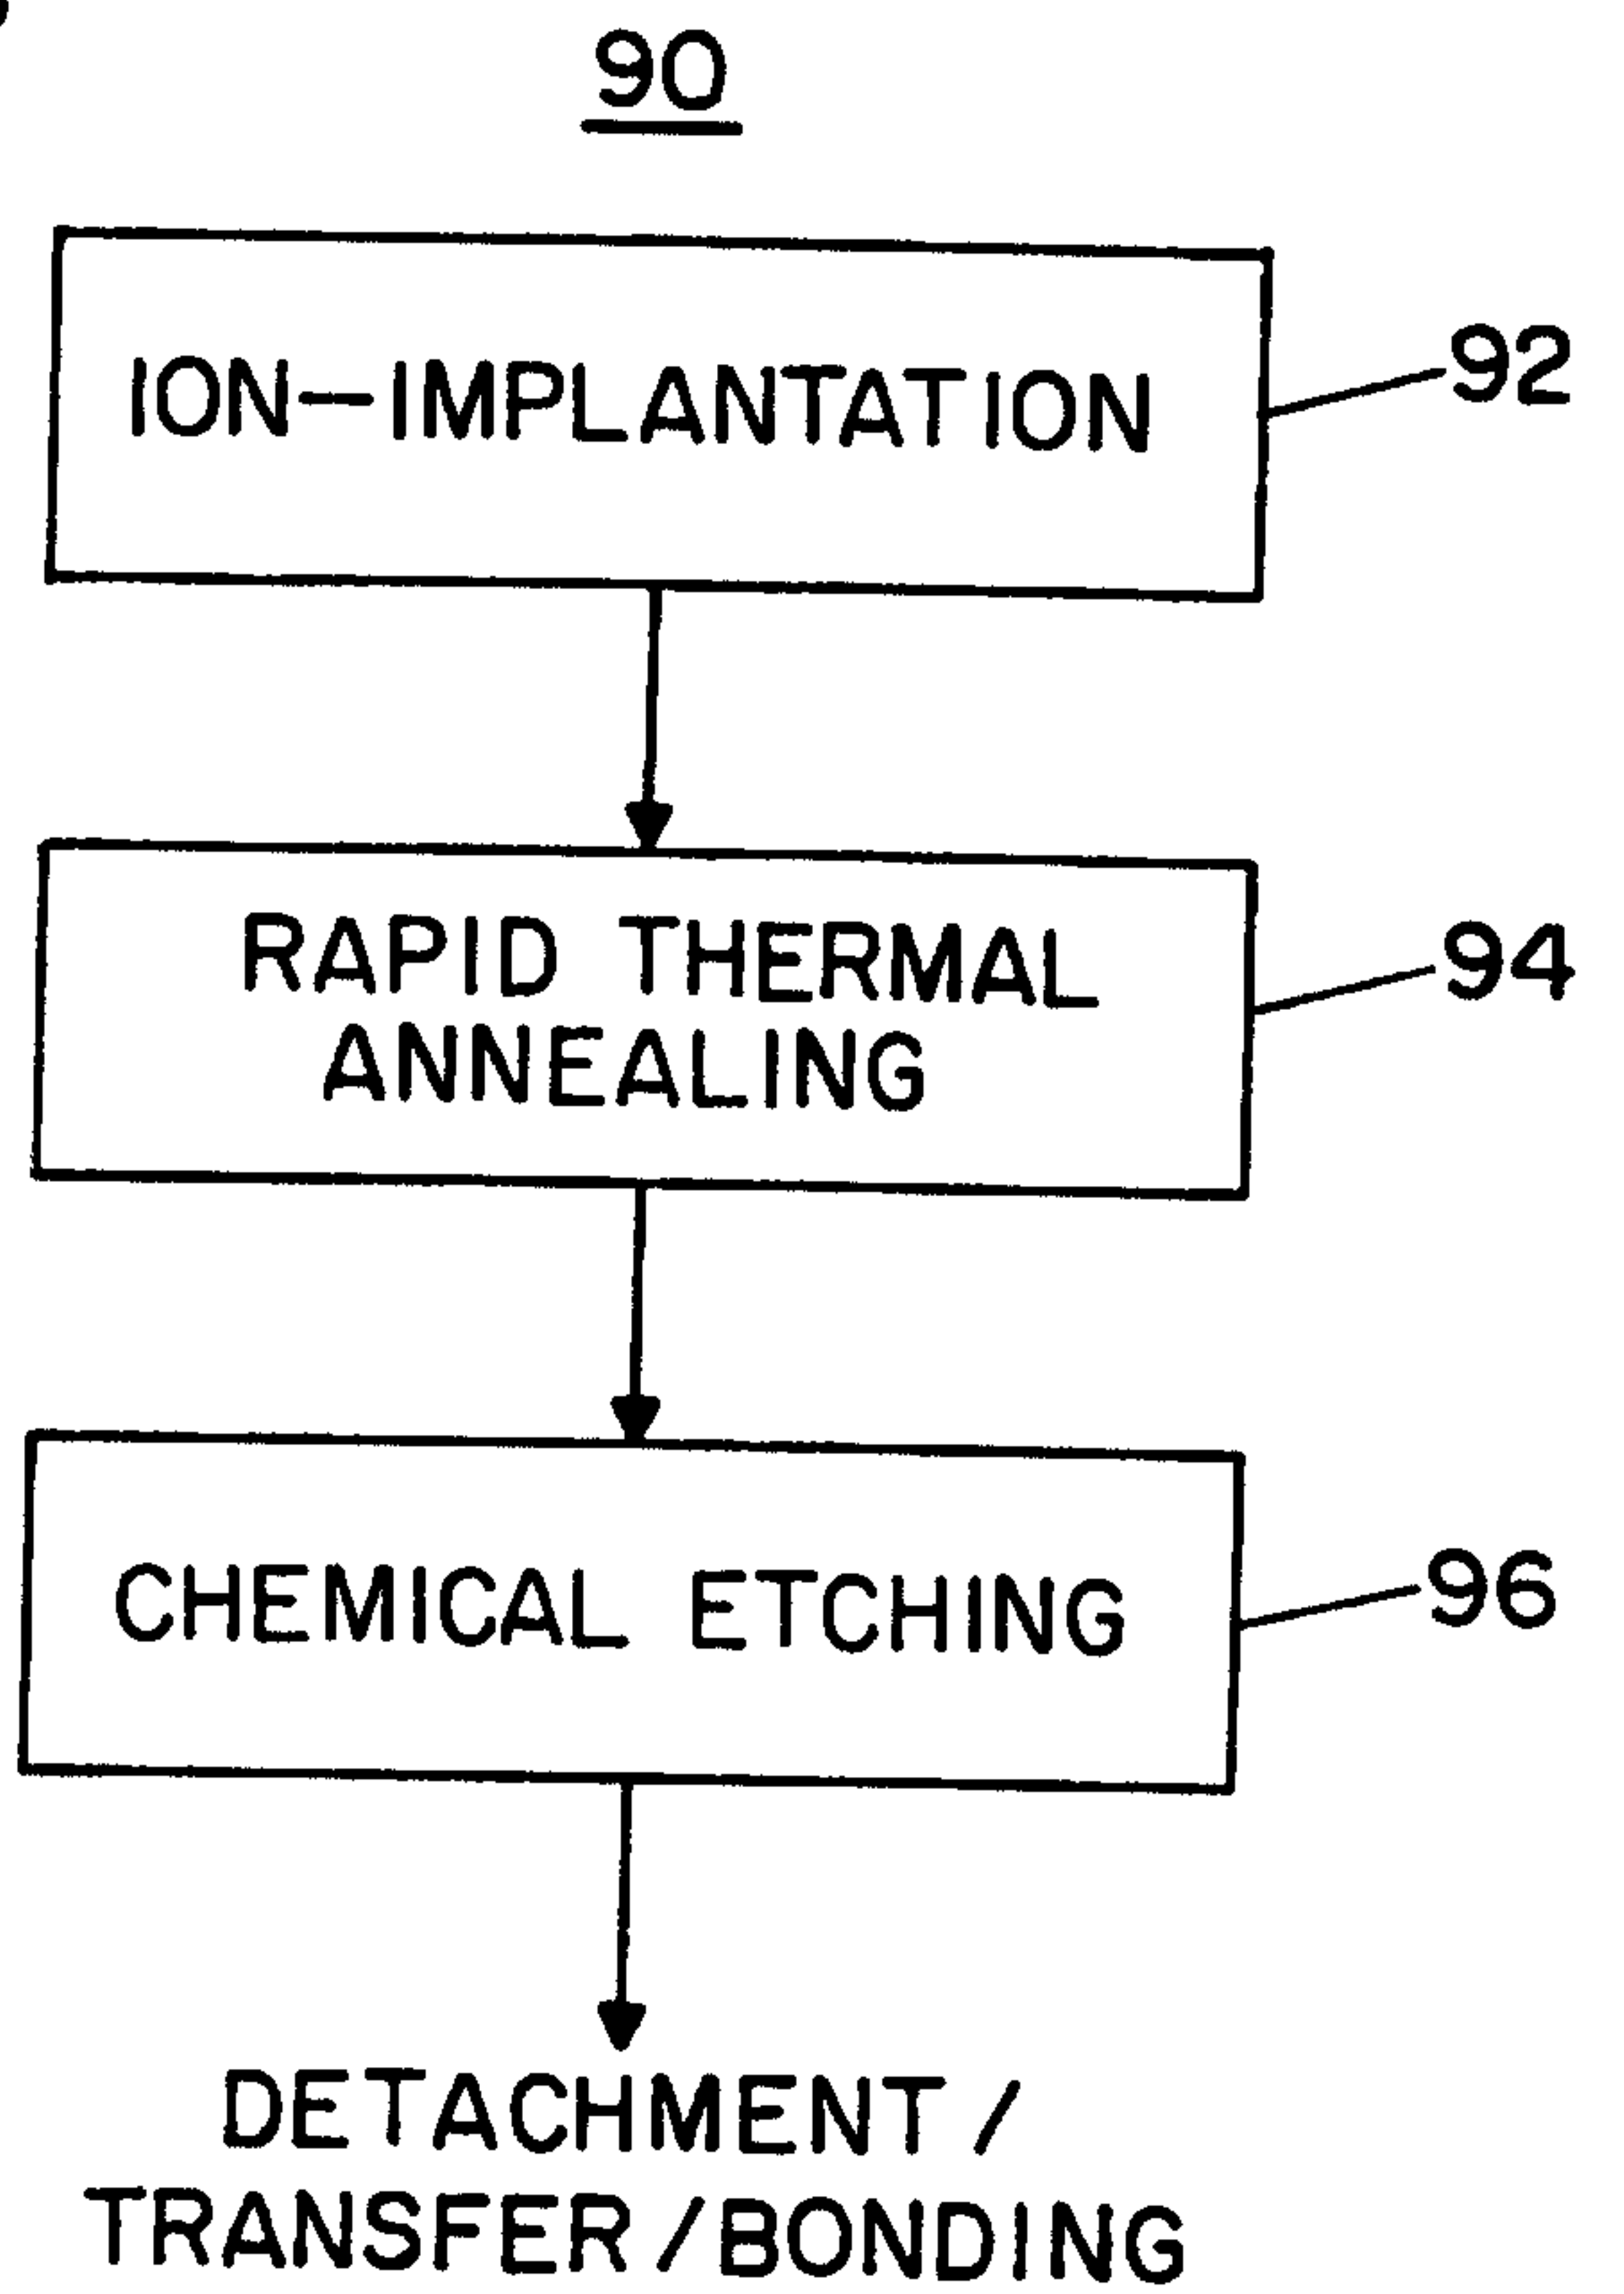 90
ION-IMPLANTATION
92
RAPID THERMAL
94
ANNEALING
CHEMICAL ETCHING
96
DETACHMENT/
TRANSFER/BONDING